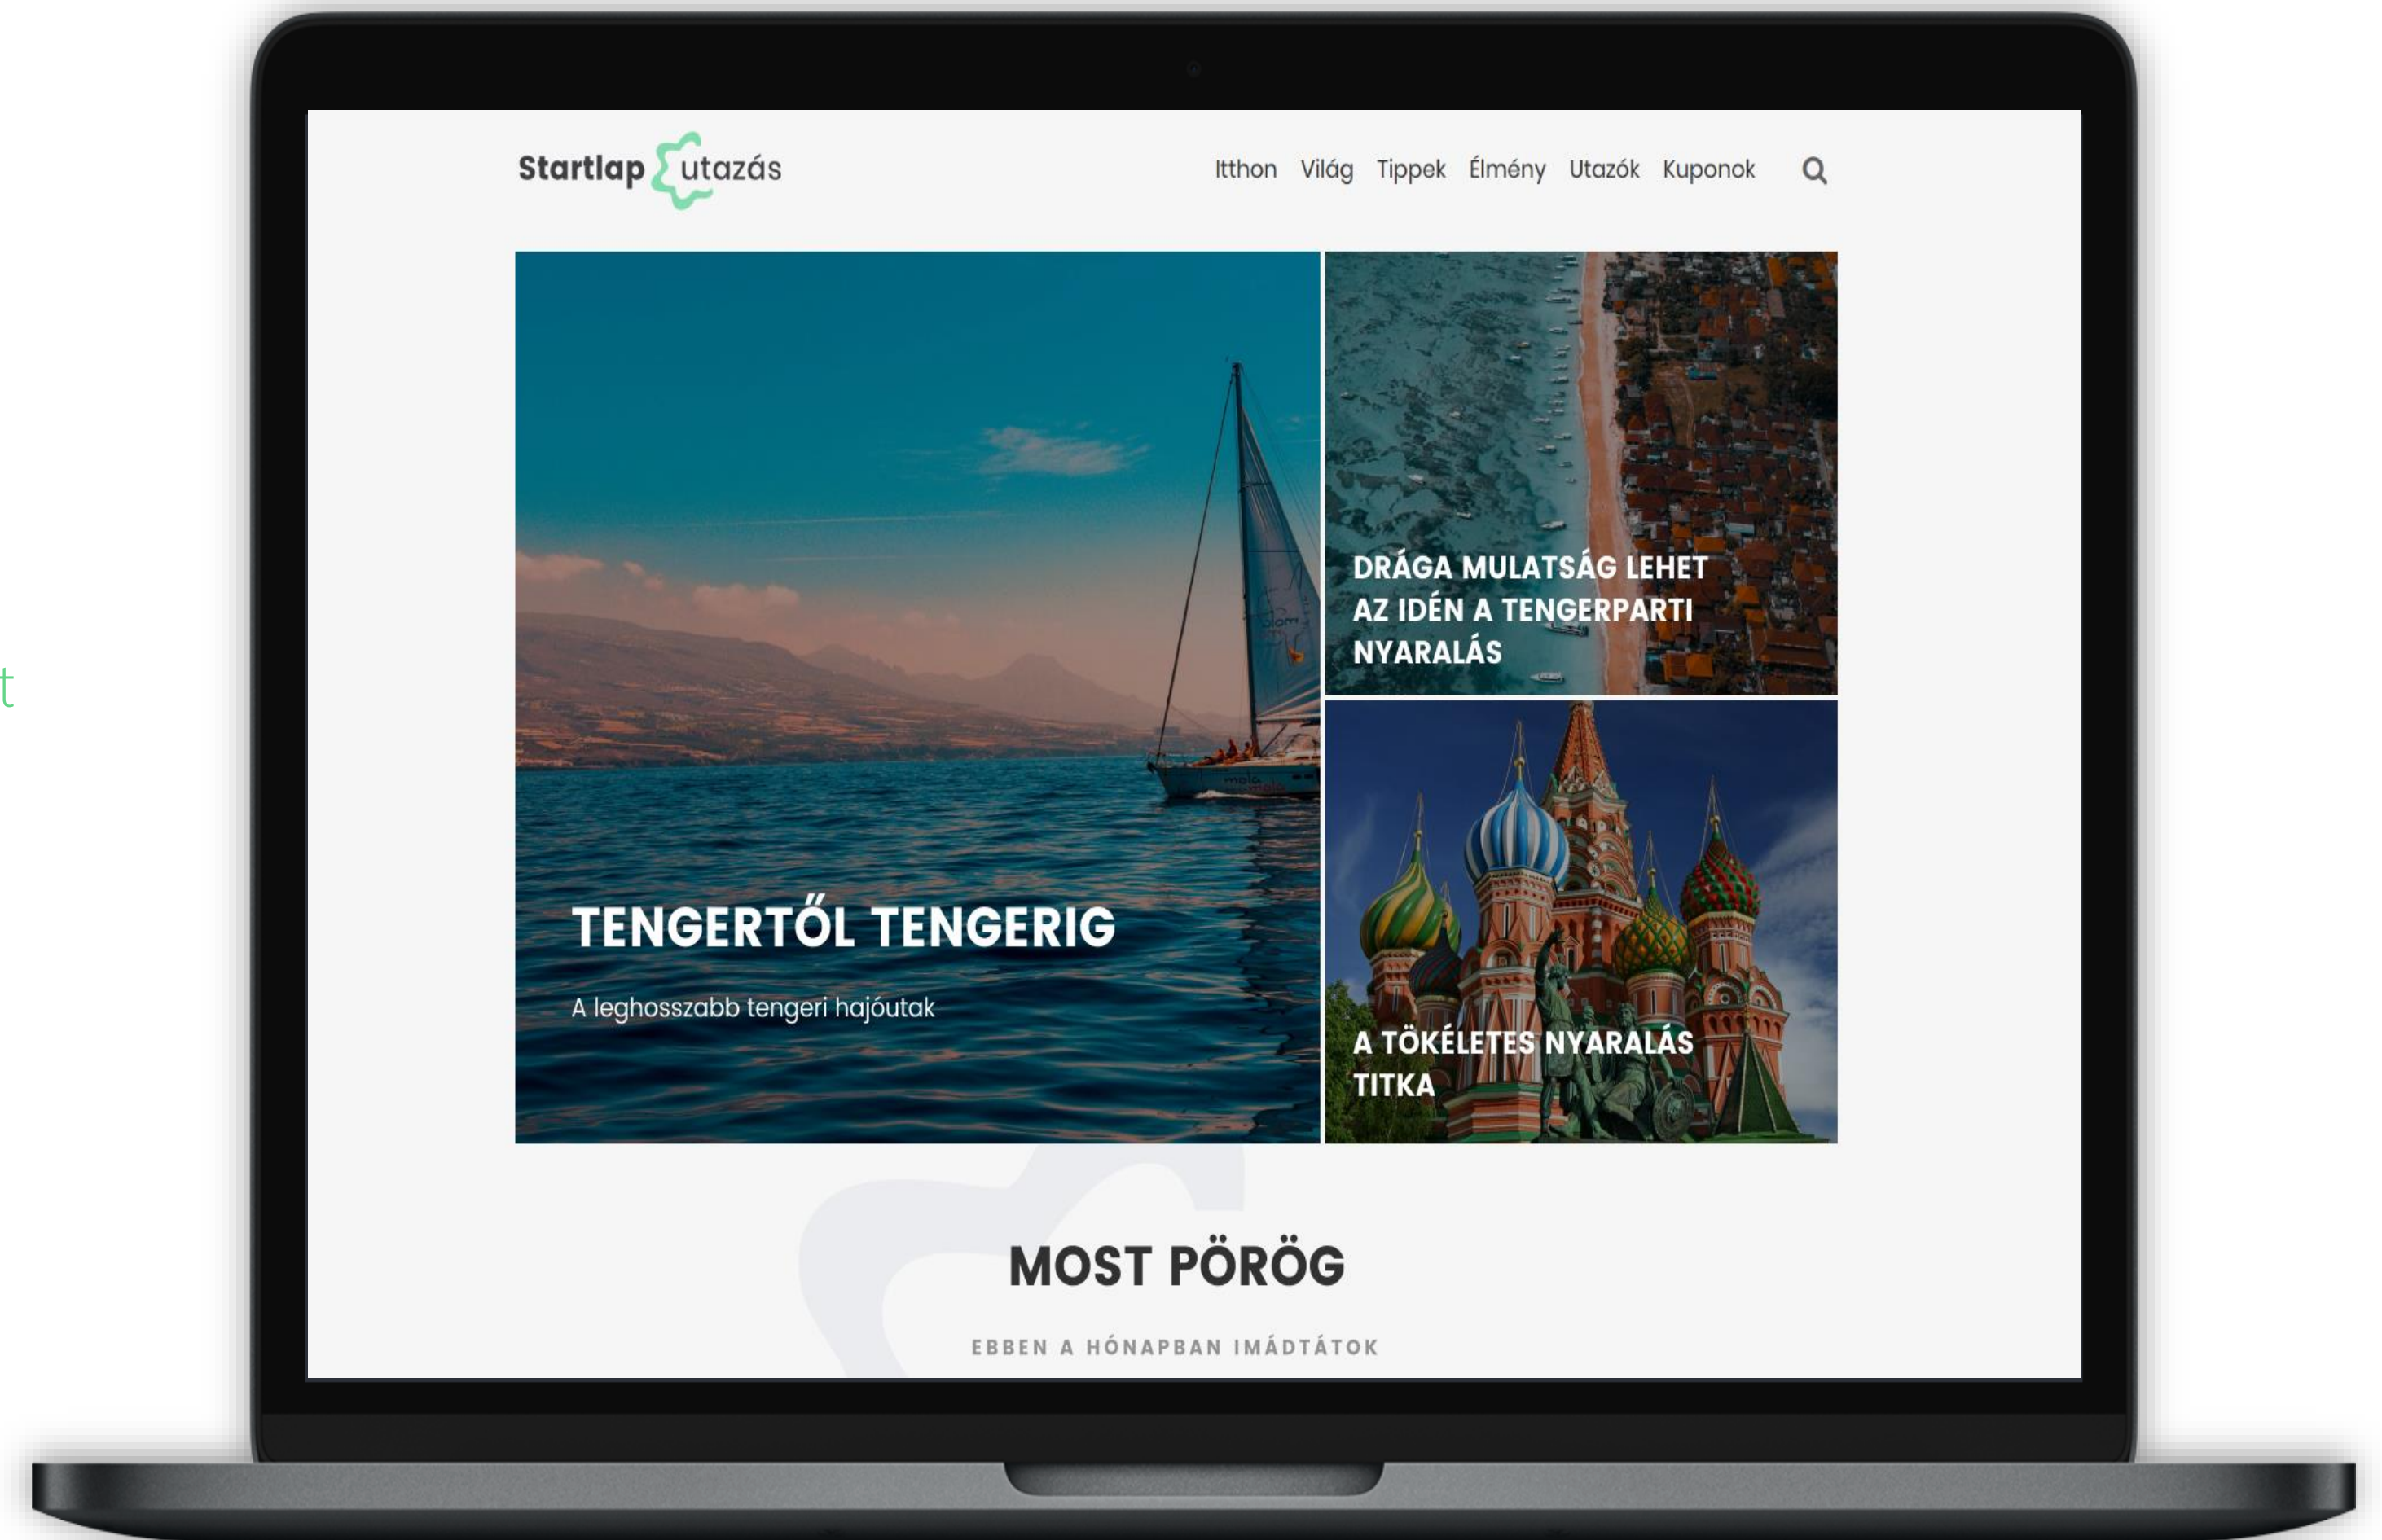 Startlap utazás
Itthon Világ Tippek Élmény Utazók Kuponok
DRÁGA MULATSÁG LEHET
AZ IDÉN A TENGERPARTI
NYARALÁS
TENGERTŐL TENGERIG
A leghosszabb tengeri hajóutak
A TÖKÉLETES NYARALÁS
TITKA
MOST PÖRÖG
EBBEN A HÓNAPBAN IMÁDTÁTOK
t